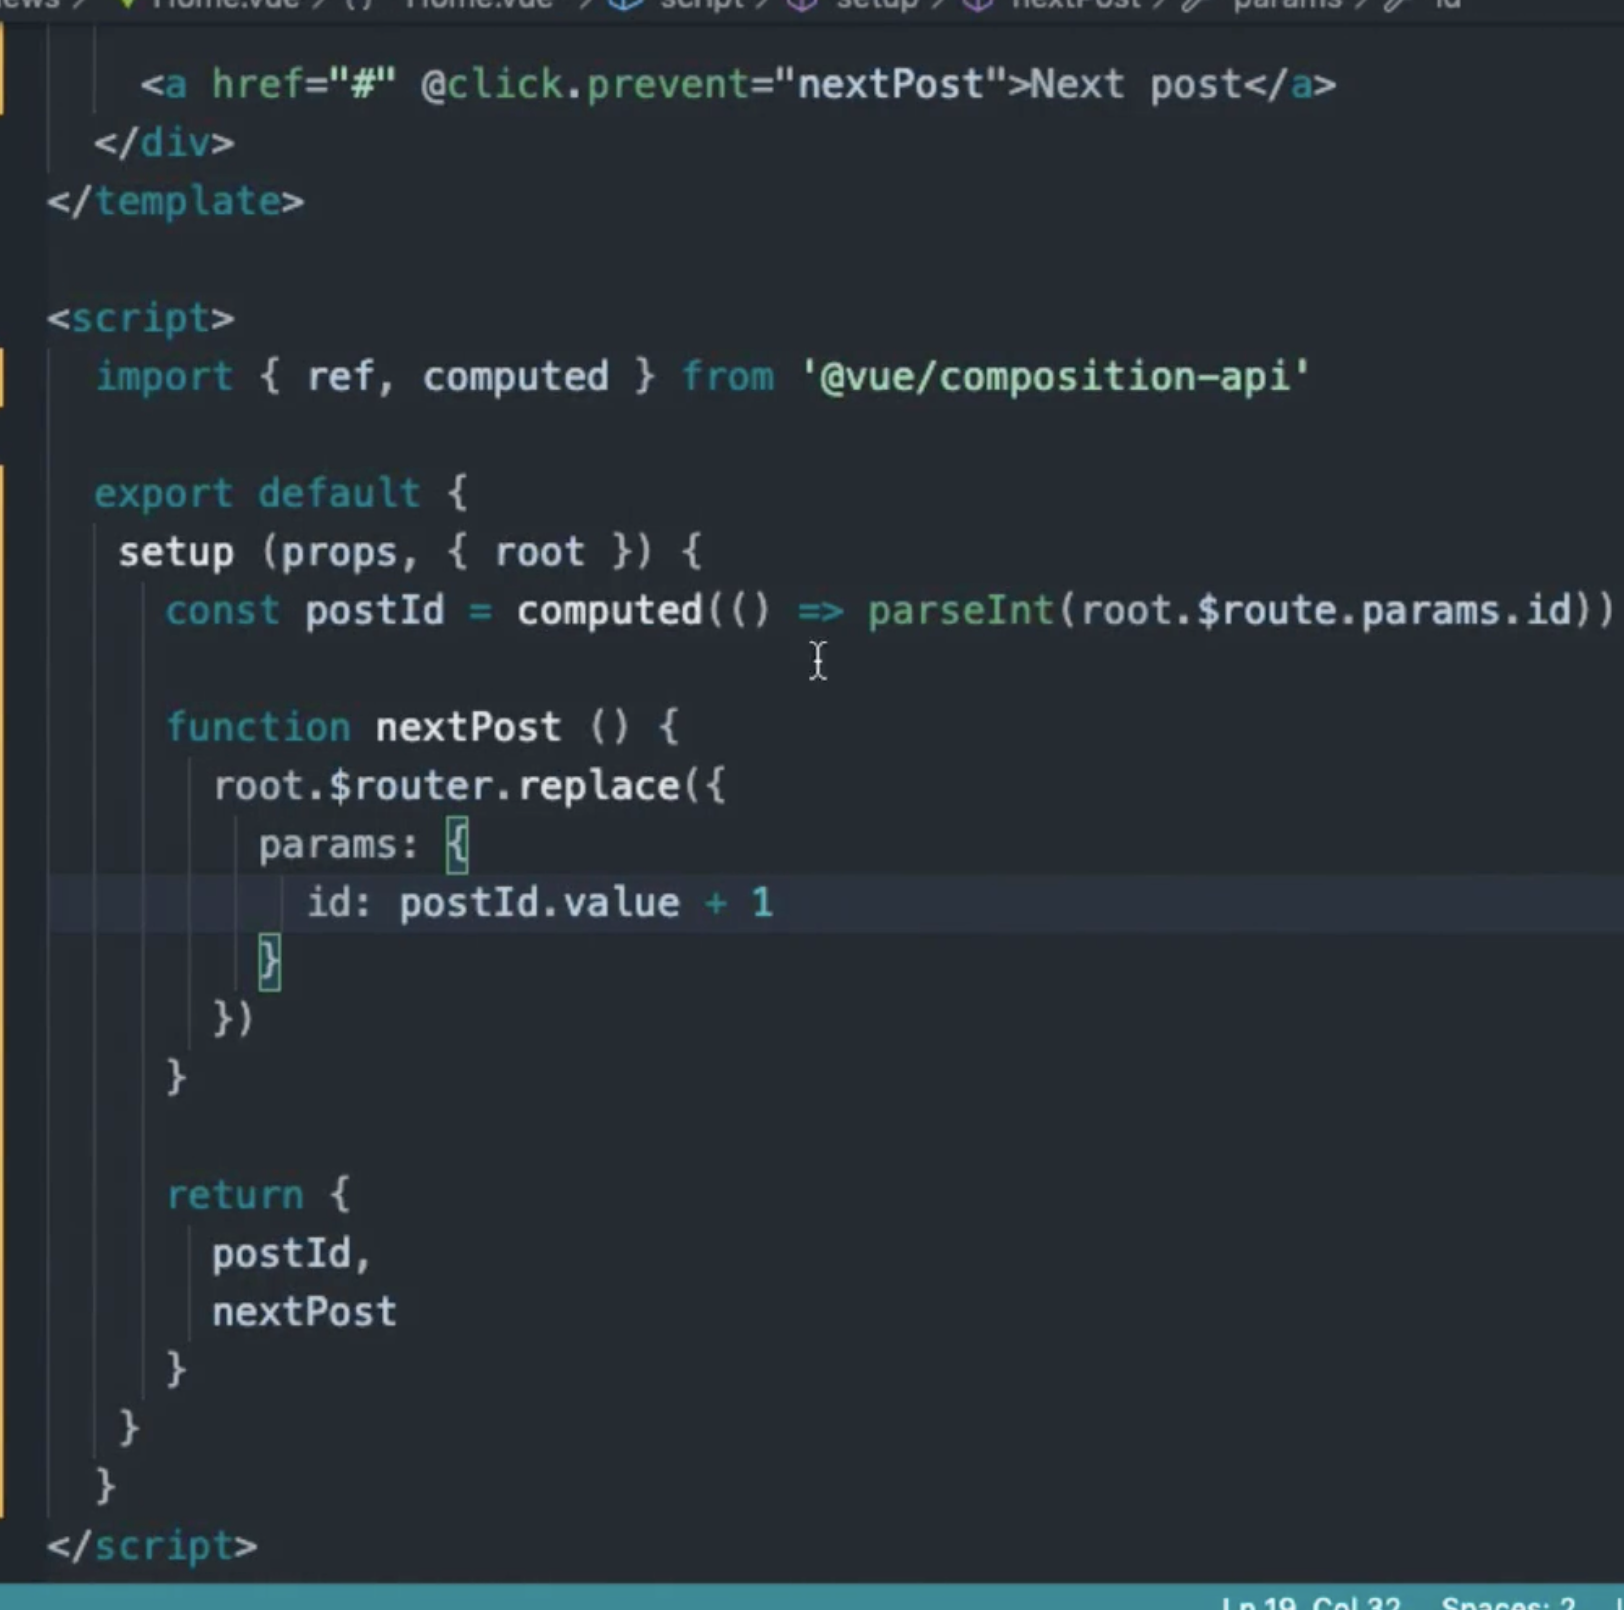 Home.vue > {} "Home.vue" > script > setup > nextPost > params > id
<a href="#" @click.prevent="nextPost">Next post</a>
</div>
</template>
<script>
import { ref, computed } from '@vue/composition-api'
export default {
setup (props, { root }) {
const postId = computed(() => parseInt(root.$route.params.id))
function nextPost () {
root.$router.replace({
params: {
id: postId.value + 1
}
})
}
return {
postId,
nextPost
}
}
}
</script>
Ln 19, Col 32 Spaces: 2